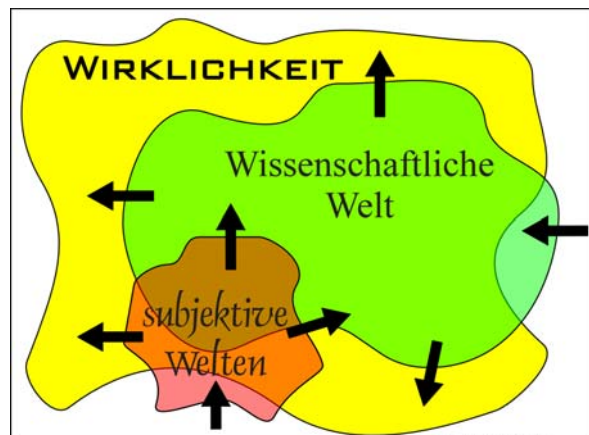 WIRKLICHKEIT
Wissenschaftliche
Welt
subjektive
Welten